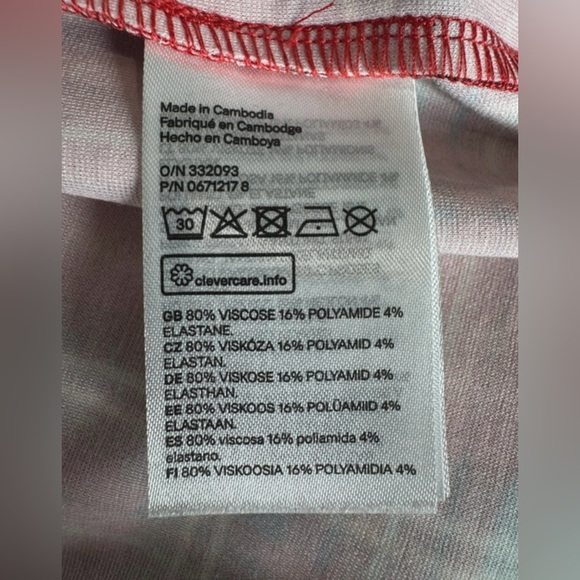 Made in Cambodia
Fabriqué en Cambodge
Hecho en Camboya
O/N 332093
P/N 0671217 8
30
clevercare.info
GB 80% VISCOSE 16% POLYAMIDE 4%
ELASTANE.
CZ 80% VISKÓZA 16% POLYAMID 4%
ELASTAN.
DE 80% VISKOSE 16% POLYAMID 4%
ELASTHAN.
EE 80% VISKOOS 16% POLÜAMIID 4%
ELASTAAN.
ES 80% viscosa 16% poliamida 4%
elastano.
FI 80% VISKOOSIA 16% POLYAMIDIA 4%